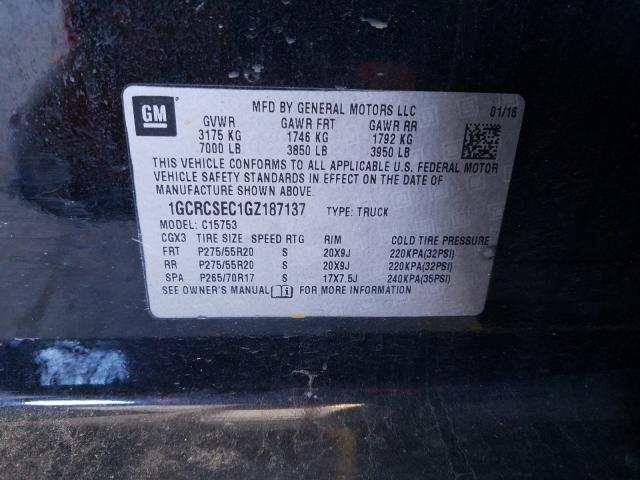 GM
MFD BY GENERAL MOTORS LLC 01/16
GVWR GAWR FRT GAWR RR
3175 KG 1746 KG 1792 KG
7000 LB 3850 LB 3950 LB
THIS VEHICLE CONFORMS TO ALL APPLICABLE U.S. FEDERAL MOTOR
VEHICLE SAFETY STANDARDS IN EFFECT ON THE DATE OF
MANUFACTURE SHOWN ABOVE.
1GCRCSEC1GZ187137 TYPE: TRUCK
MODEL: C15753
CGX3 TIRE SIZE SPEED RTG RIM COLD TIRE PRESSURE
FRT P275/55R20 S 20X9J 220KPA(32PSI)
RR P275/55R20 S 20X9J 220KPA(32PSI)
SPA P265/70R17 S 17X7.5J 240KPA(35PSI)
SEE OWNER'S MANUAL FOR MORE INFORMATION